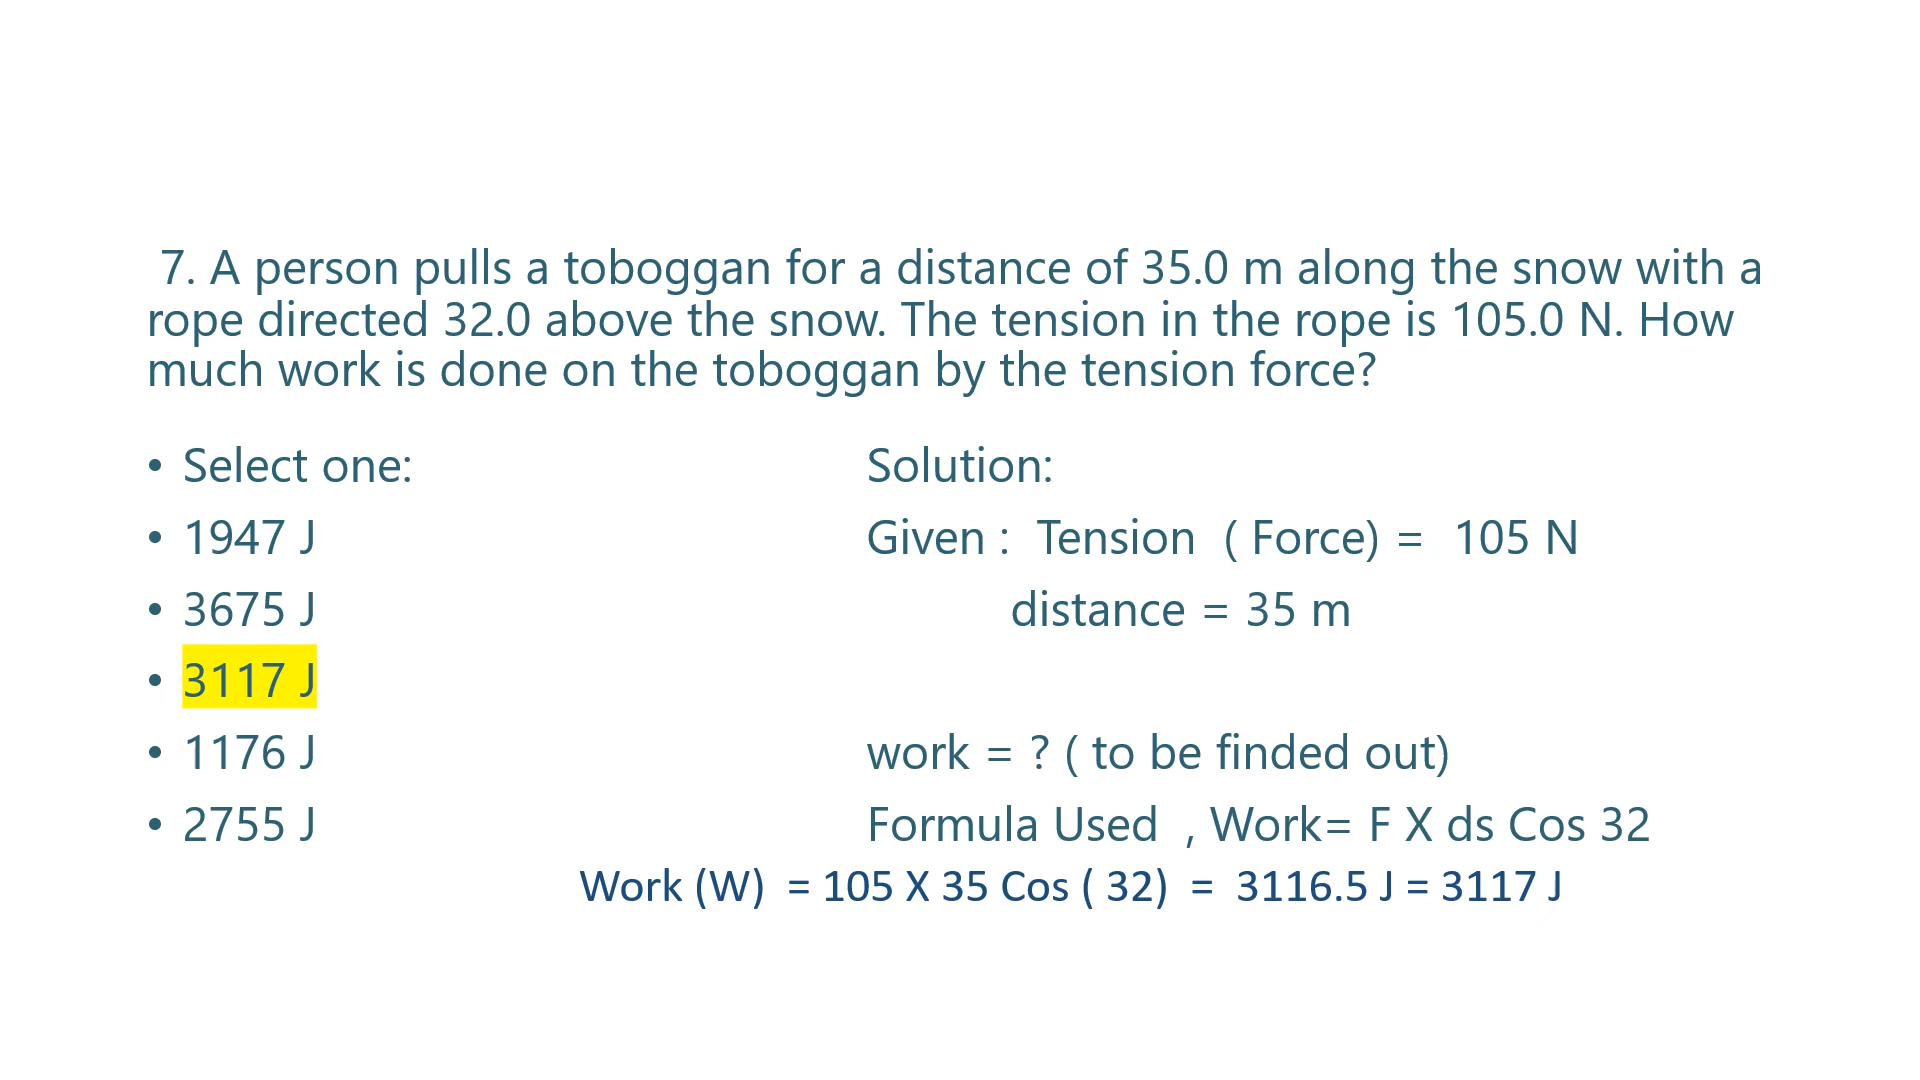 7. A person pulls a toboggan for a distance of 35.0 m along the snow with a
rope directed 32.0 above the snow. The tension in the rope is 105.0 N. How
much work is done on the toboggan by the tension force?
• Select one:
• 1947 J
• 3675 J
• 3117 J
• 1176 J
• 2755 J
Solution:
Given : Tension ( Force) = 105 N
distance = 35 m
work = ? ( to be finded out)
Formula Used , Work= F X ds Cos 32
Work (W) = 105 X 35 Cos ( 32) = 3116.5 J = 3117 J